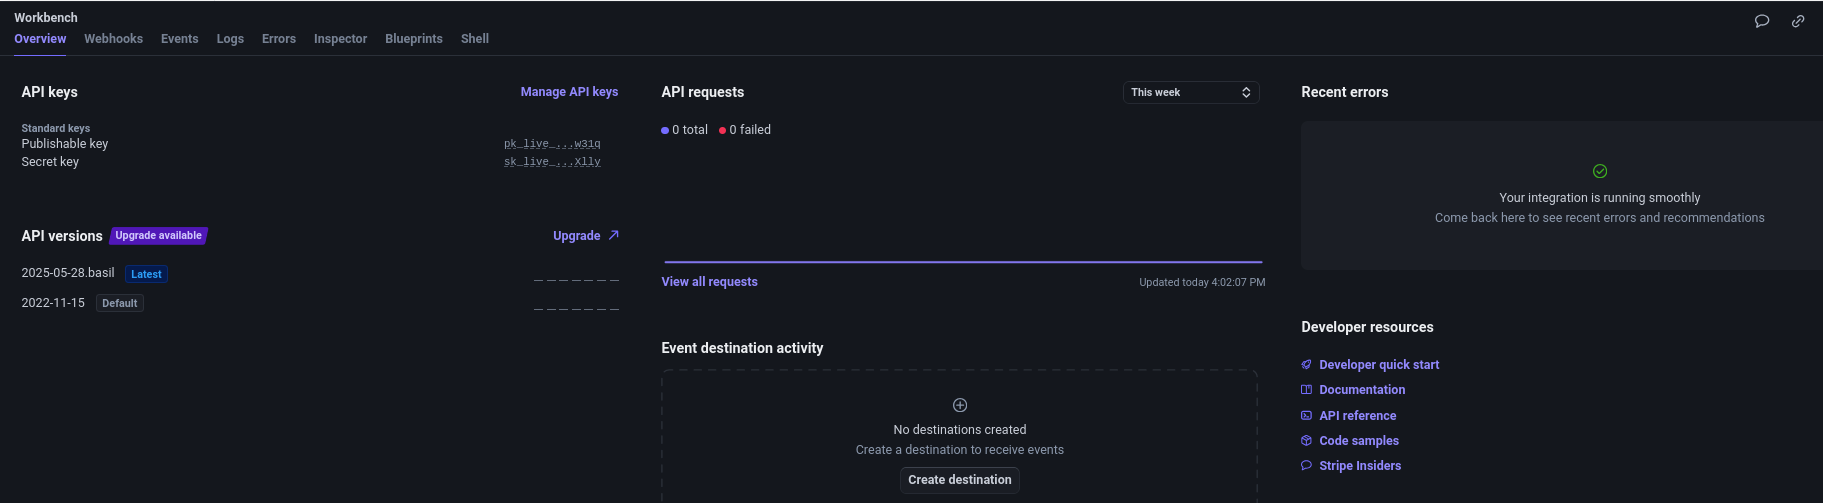 Workbench
Overview Webhooks Events Logs Errors Inspector Blueprints Shell
API keys
Manage API keys
Standard keys
Publishable key pk_live_...w31q
Secret key sk_live_...Xlly
API versions Upgrade available Upgrade
2025-05-28.basil Latest
2022-11-15 Default
API requests This week
0 total 0 failed
View all requests Updated today 4:02:07 PM
Event destination activity
No destinations created
Create a destination to receive events
Create destination
Recent errors
Your integration is running smoothly
Come back here to see recent errors and recommendations
Developer resources
Developer quick start
Documentation
API reference
Code samples
Stripe Insiders